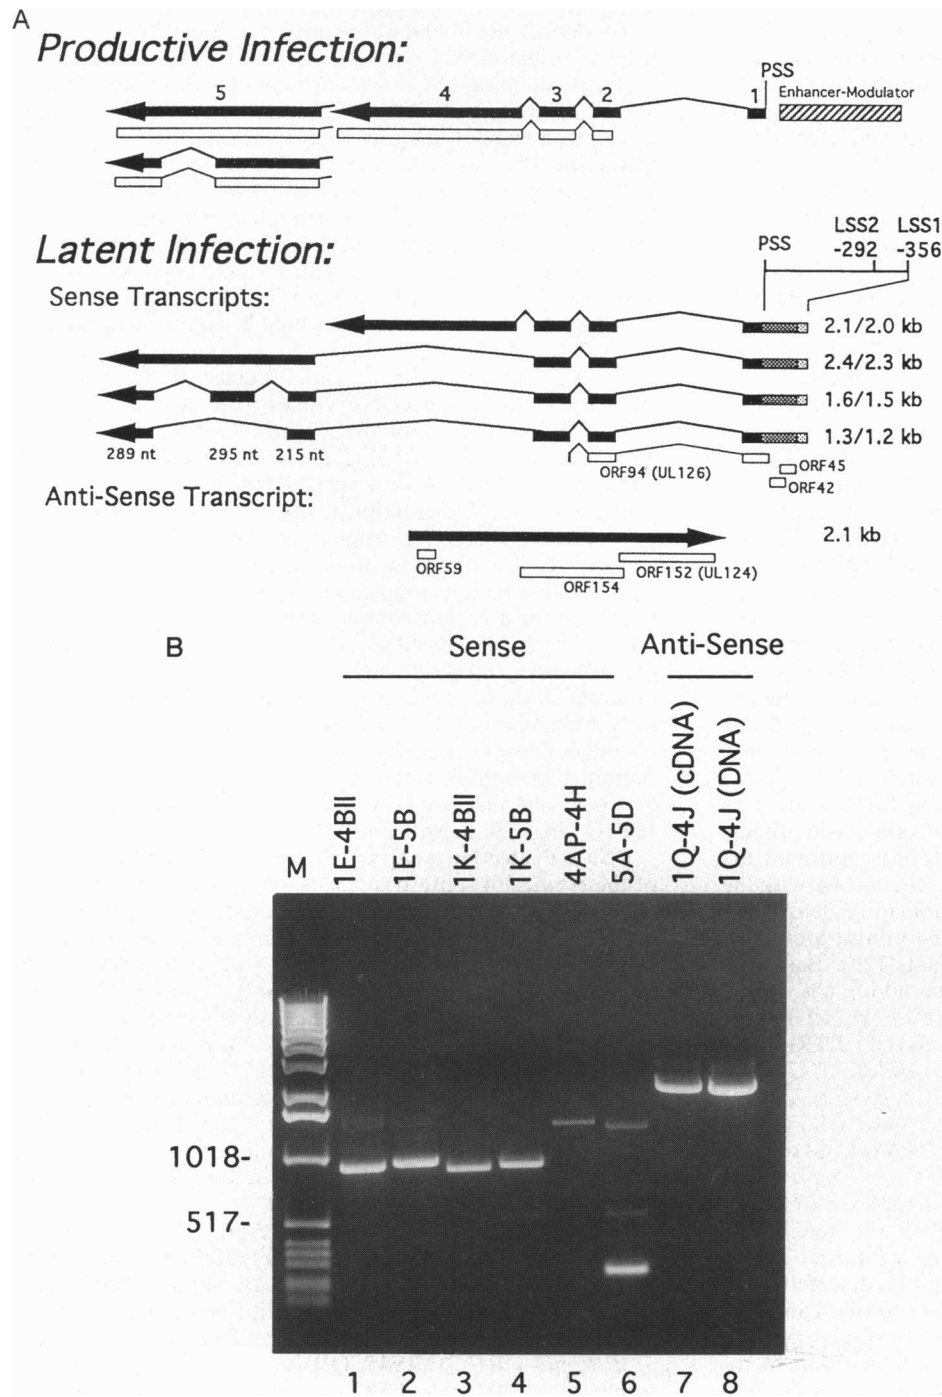 A
Productive Infection:
5 4 3 2 1 PSS
Enhancer-Modulator
Latent Infection:
PSS LSS2 LSS1
-292 -356
Sense Transcripts:
2.1/2.0 kb
2.4/2.3 kb
1.6/1.5 kb
1.3/1.2 kb
289 nt 295 nt 215 nt
ORF94 (UL126)
ORF45
ORF42
Anti-Sense Transcript:
2.1 kb
ORF59
ORF154
ORF152 (UL124)
B
Sense Anti-Sense
M 1E-4BII 1E-5B 1K-4BII 1K-5B 4AP-4H 5A-5D 1Q-4J (cDNA) 1Q-4J (DNA)
1018-
517-
1 2 3 4 5 6 7 8